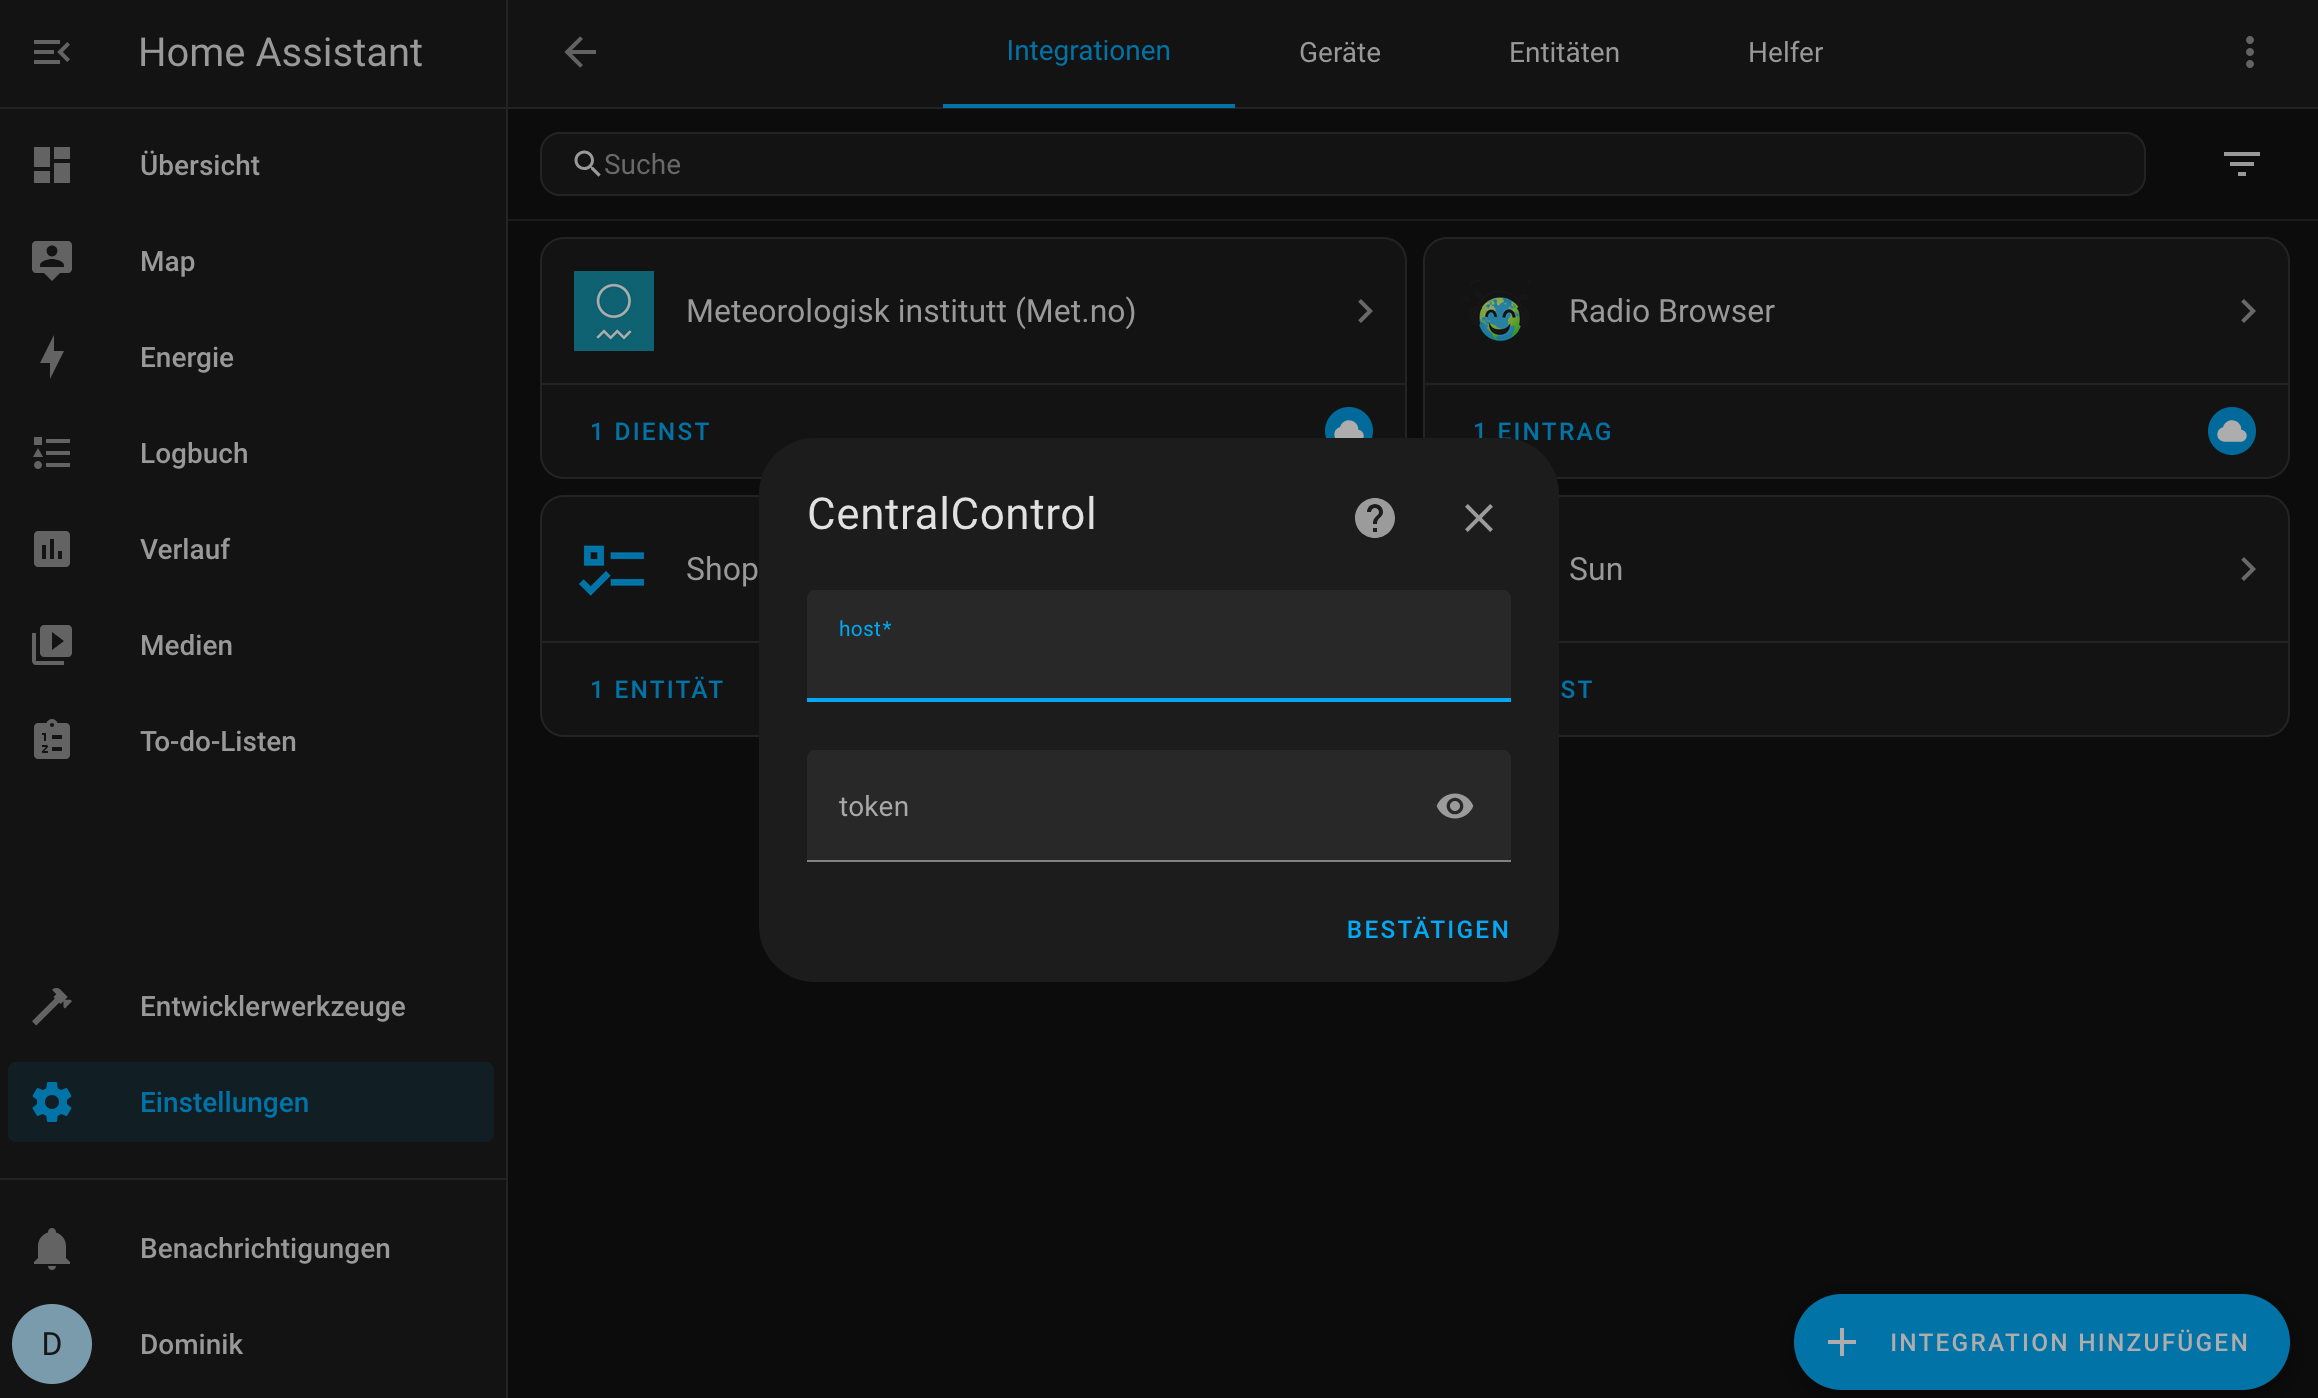 Home Assistant
Übersicht
Map
Energie
Logbuch
Verlauf
Medien
To-do-Listen
Entwicklerwerkzeuge
Einstellungen
Benachrichtigungen
D
Dominik
Integrationen
Geräte
Entitäten
Helfer
Suche
Meteorologisk institutt (Met.no)
1 DIENST
Radio Browser
1 EINTRAG
Shop
1 ENTITÄT
Sun
ST
CentralControl
host*
token
BESTÄTIGEN
INTEGRATION HINZUFÜGEN